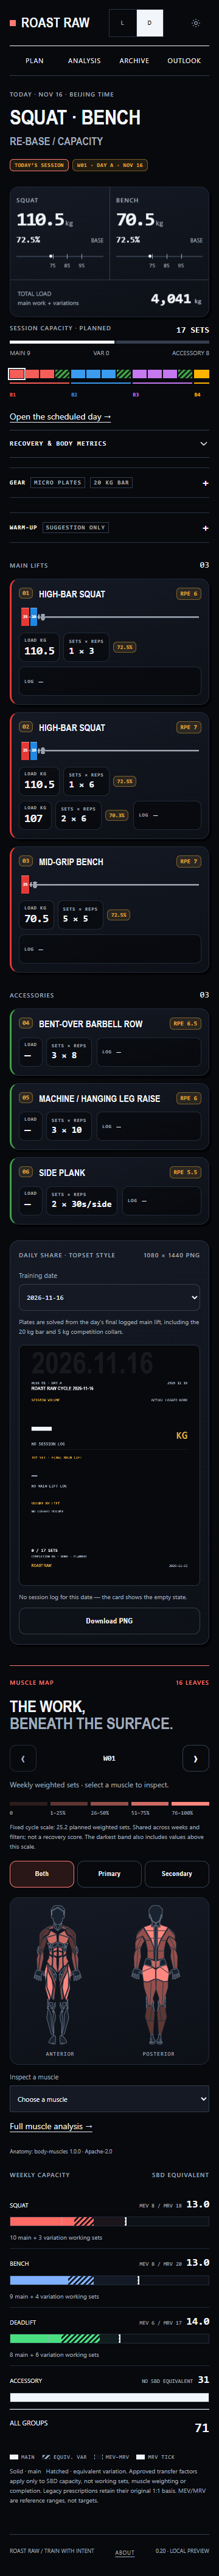 ROAST RAW
L
D
PLAN
ANALYSIS
ARCHIVE
OUTLOOK
TODAY · NOV 16 · BEIJING TIME
SQUAT · BENCH
RE-BASE / CAPACITY
TODAY'S SESSION
W01 · DAY A · NOV 16
SQUAT
BENCH
110.5 kg
70.5 kg
72.5%
BASE
72.5%
BASE
75 85 95
75 85 95
TOTAL LOAD
main work + variations
4,041 kg
SESSION CAPACITY · PLANNED
17 SETS
MAIN 9
VAR 0
ACCESSORY 8
B1
B2
B3
B4
Open the scheduled day →
RECOVERY & BODY METRICS
GEAR
MICRO PLATES
20 KG BAR
+
WARM-UP
SUGGESTION ONLY
+
MAIN LIFTS
03
01
HIGH-BAR SQUAT
RPE 6
LOAD KG
110.5
SETS × REPS
1 × 3
72.5%
LOG —
02
HIGH-BAR SQUAT
RPE 7
LOAD KG
110.5
SETS × REPS
1 × 6
72.5%
LOAD KG
107
SETS × REPS
2 × 6
70.3%
LOG —
03
MID-GRIP BENCH
RPE 7
LOAD KG
70.5
SETS × REPS
5 × 5
72.5%
LOG —
ACCESSORIES
03
04
BENT-OVER BARBELL ROW
RPE 6.5
LOAD
—
SETS × REPS
3 × 8
LOG —
05
MACHINE / HANGING LEG RAISE
RPE 6
LOAD
—
SETS × REPS
3 × 10
LOG —
06
SIDE PLANK
RPE 5.5
LOAD
—
SETS × REPS
2 × 30s/side
LOG —
DAILY SHARE · TOPSET STYLE
1080 × 1440 PNG
Training date
2026-11-16
Plates are solved from the day's final logged main lift, including the
20 kg bar and 5 kg competition collars.
2026.11.16
ROAST RAW CYCLE 2026-11-16
SESSION VOLUME
KG
NO SESSION LOG
—
NO MAIN LIFT LOG
0 / 17 SETS
ROAST RAW
No session log for this date — the card shows the empty state.
Download PNG
MUSCLE MAP
16 LEAVES
THE WORK,
BENEATH THE SURFACE.
‹
W01
›
Weekly weighted sets · select a muscle to inspect.
0
1–25%
26–50%
51–75%
76–100%
Fixed cycle scale: 25.2 planned weighted sets. Shared across weeks and
filters; not a recovery score. The darkest band also includes values above
this scale.
Both
Primary
Secondary
ANTERIOR
POSTERIOR
Inspect a muscle
Choose a muscle
Full muscle analysis →
Anatomy: body-muscles 1.0.0 · Apache-2.0
WEEKLY CAPACITY
SBD EQUIVALENT
SQUAT
MEV 8 / MRV 18
13.0
10 main + 3 variation working sets
BENCH
MEV 8 / MRV 20
13.0
9 main + 4 variation working sets
DEADLIFT
MEV 6 / MRV 17
14.0
8 main + 6 variation working sets
ACCESSORY
NO SBD EQUIVALENT
31
ALL GROUPS
71
MAIN
EQUIV. VAR
MEV–MRV
MRV TICK
Solid · main · Hatched · equivalent variation. Approved transfer factors
apply only to SBD capacity, not working sets, muscle weighting or
completion. Legacy prescriptions retain their original 1:1 basis. MEV/MRV
are reference ranges, not targets.
ROAST RAW / TRAIN WITH INTENT
ABOUT
0.20 · LOCAL PREVIEW